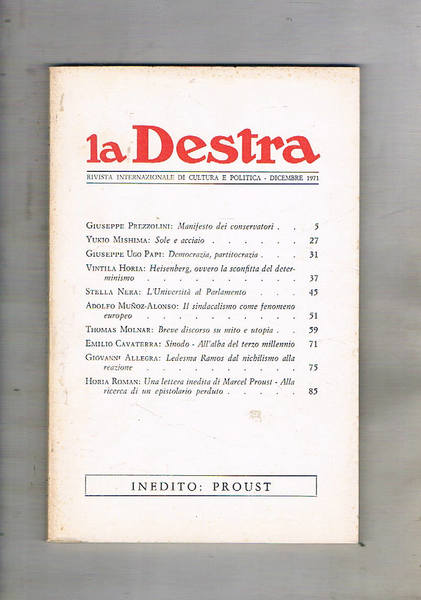 la Destra
RIVISTA INTERNAZIONALE DI CULTURA E POLITICA - DICEMBRE 1971
GIUSEPPE PREZZOLINI: Manifesto dei conservatori . . 5
YUKIO MISHIMA: Sole e acciaio . . . . . . 27
GIUSEPPE UGO PAPI: Democrazia, partitocrazia . . . 31
VINTILA HORIA: Heisenberg, ovvero la sconfitta del deter-
minismo . . . . . . . . . . 37
STELLA NERA: L'Univertità al Parlamento . . . 45
ADOLFO MUÑOZ-ALONSO: Il sindacalismo come fenomeno
europeo . . . . . . . . . . 51
THOMAS MOLNAR: Breve discorso su mito e utopia . . 59
EMILIO CAVATERRA: Sinodo - All'alba del terzo millennio 71
GIOVANNI ALLEGRA: Ledesma Ramos dal nichilismo alla
reazione . . . . . . . . . . 75
HORIA ROMAN: Una lettera inedita di Marcel Proust - Alla
ricerca di un epistolario perduto . . . . . . 85
INEDITO: PROUST